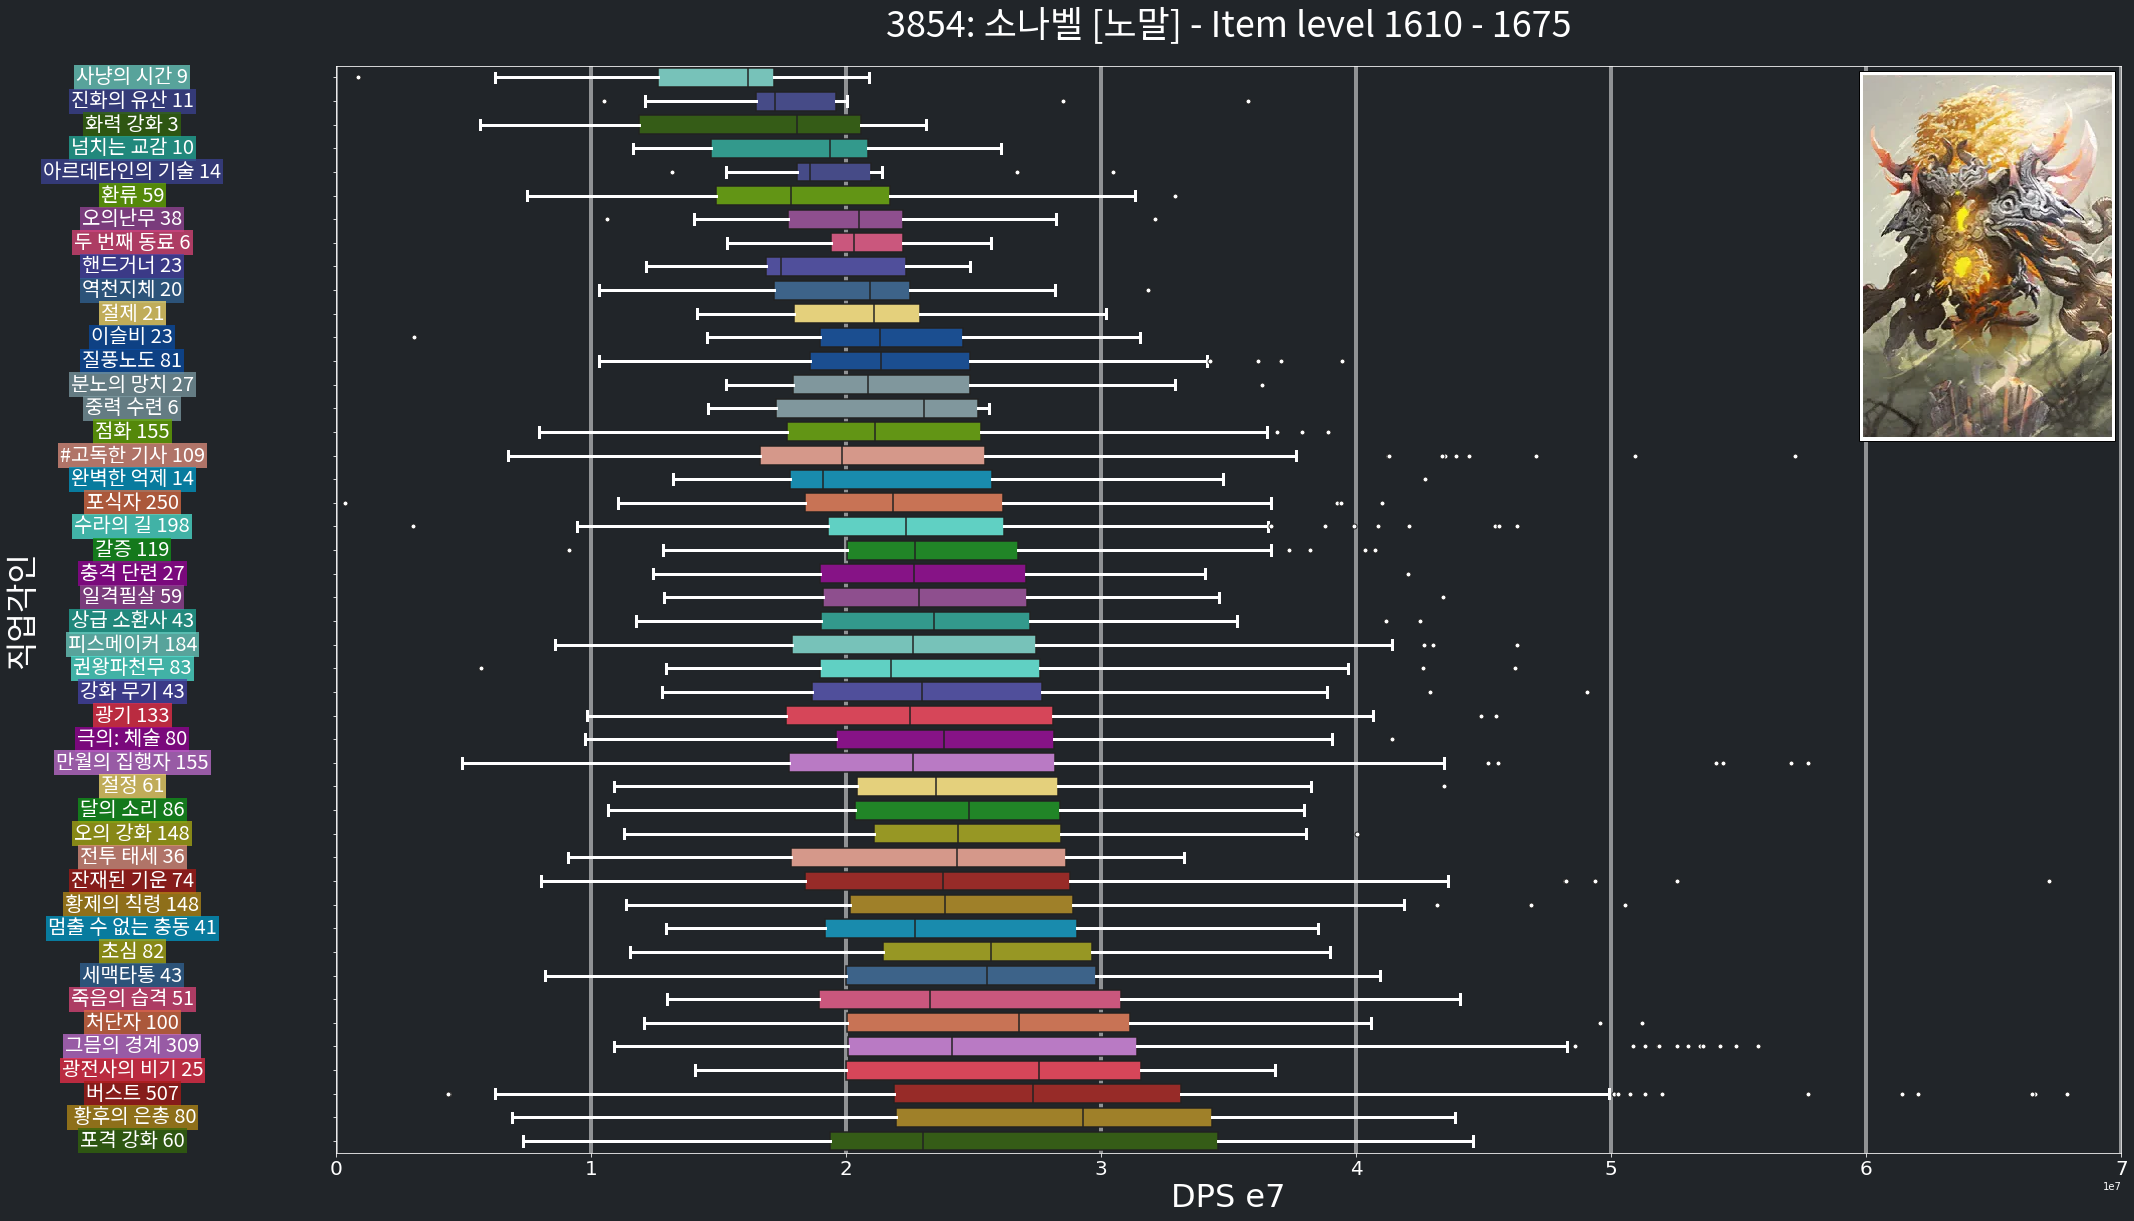 3854: 소나벨 [노말] - Item level 1610 - 1675
사냥의 시간 9
진화의 유산 11
화력 강화 3
넘치는 교감 10
아르데타인의 기술 14
환류 59
오의난무 38
두 번째 동료 6
핸드거너 23
역천지체 20
절제 21
이슬비 23
질풍노도 81
분노의 망치 27
중력 수련 6
점화 155
#고독한 기사 109
완벽한 억제 14
포식자 250
수라의 길 198
갈증 119
충격 단련 27
일격필살 59
상급 소환사 43
피스메이커 184
권왕파천무 83
강화 무기 43
광기 133
극의: 체술 80
만월의 집행자 155
절정 61
달의 소리 86
오의 강화 148
전투 태세 36
잔재된 기운 74
황제의 칙령 148
멈출 수 없는 충동 41
초심 82
세맥타통 43
죽음의 습격 51
처단자 100
그믐의 경계 309
광전사의 비기 25
버스트 507
황후의 은총 80
포격 강화 60
직업각인
0 1 2 3 4 5 6 7
1e7
DPS e7